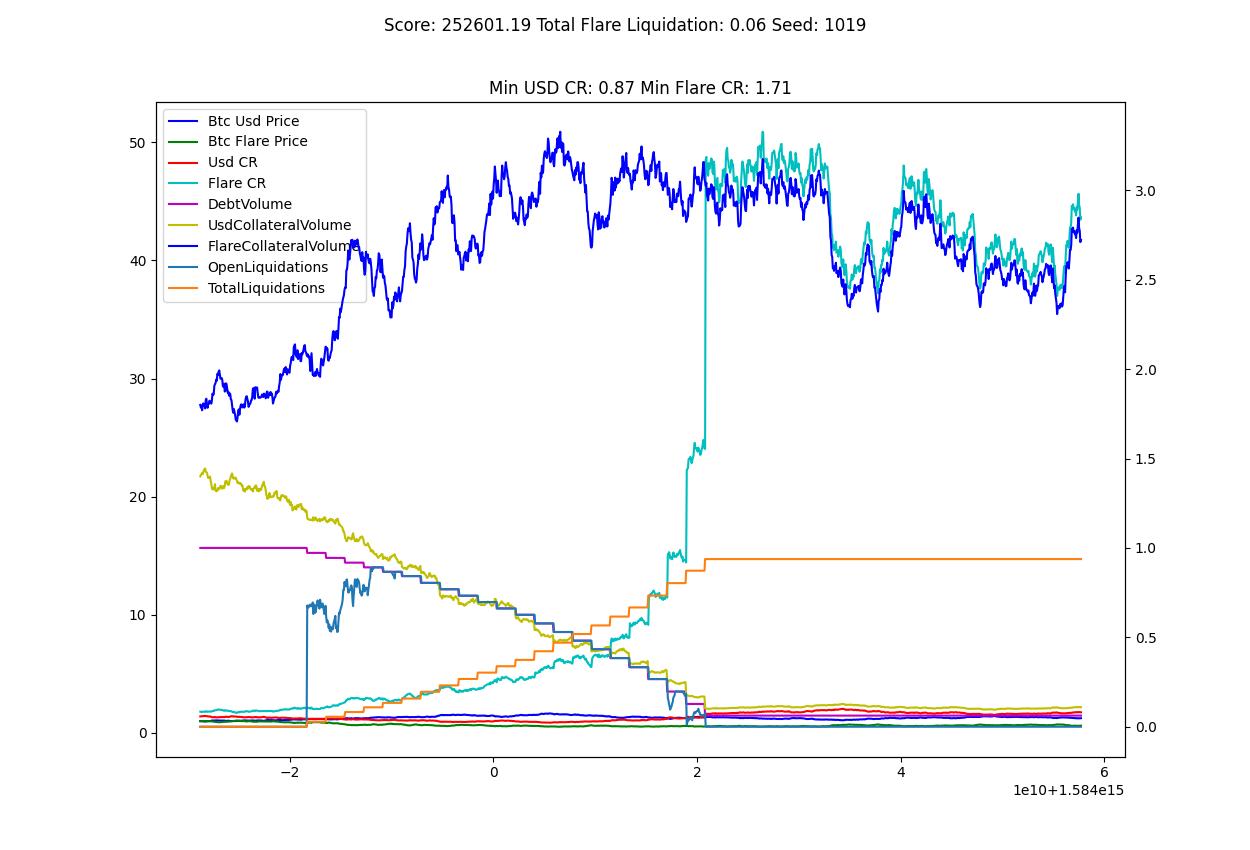 Score: 252601.19 Total Flare Liquidation: 0.06 Seed: 1019
Min USD CR: 0.87 Min Flare CR: 1.71
Btc Usd Price
Btc Flare Price
Usd CR
Flare CR
DebtVolume
UsdCollateralVolume
FlareCollateralVolume
OpenLiquidations
TotalLiquidations
50
40
30
20
10
0
3.0
2.5
2.0
1.5
1.0
0.5
0.0
−2
0
2
4
6
1e10+1.584e15